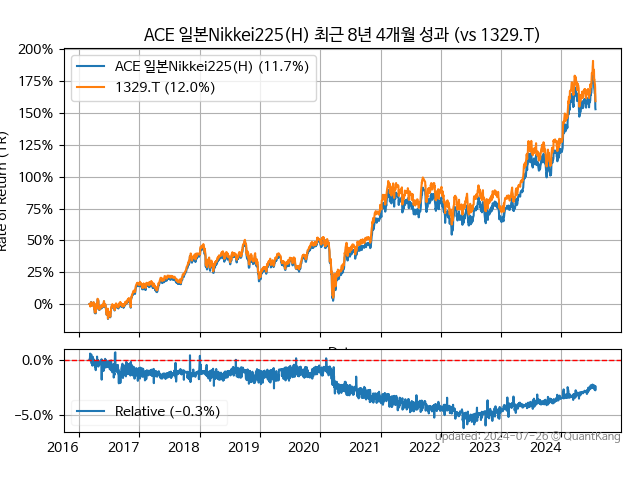 ACE 일본Nikkei225(H) 최근 8년 4개월 성과 (vs 1329.T)
200%
ACE 일본Nikkei225(H) (11.7%)
1329.T (12.0%)
175%
150%
125%
100%
75%
50%
25%
0%
Rate of Return (TR)
0.0%
Relative (−0.3%)
−5.0%
2016 2017 2018 2019 2020 2021 2022 2023 2024
updated: 2024-07-26 © QuantKang